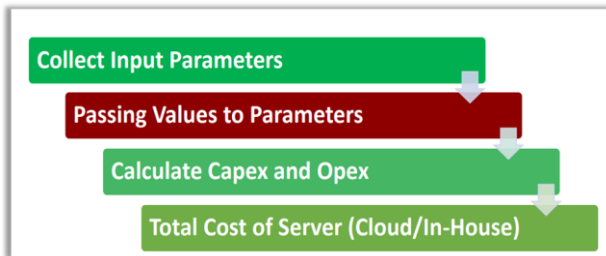 Collect Input Parameters
Passing Values to Parameters
Calculate Capex and Opex
Total Cost of Server (Cloud/In-House)